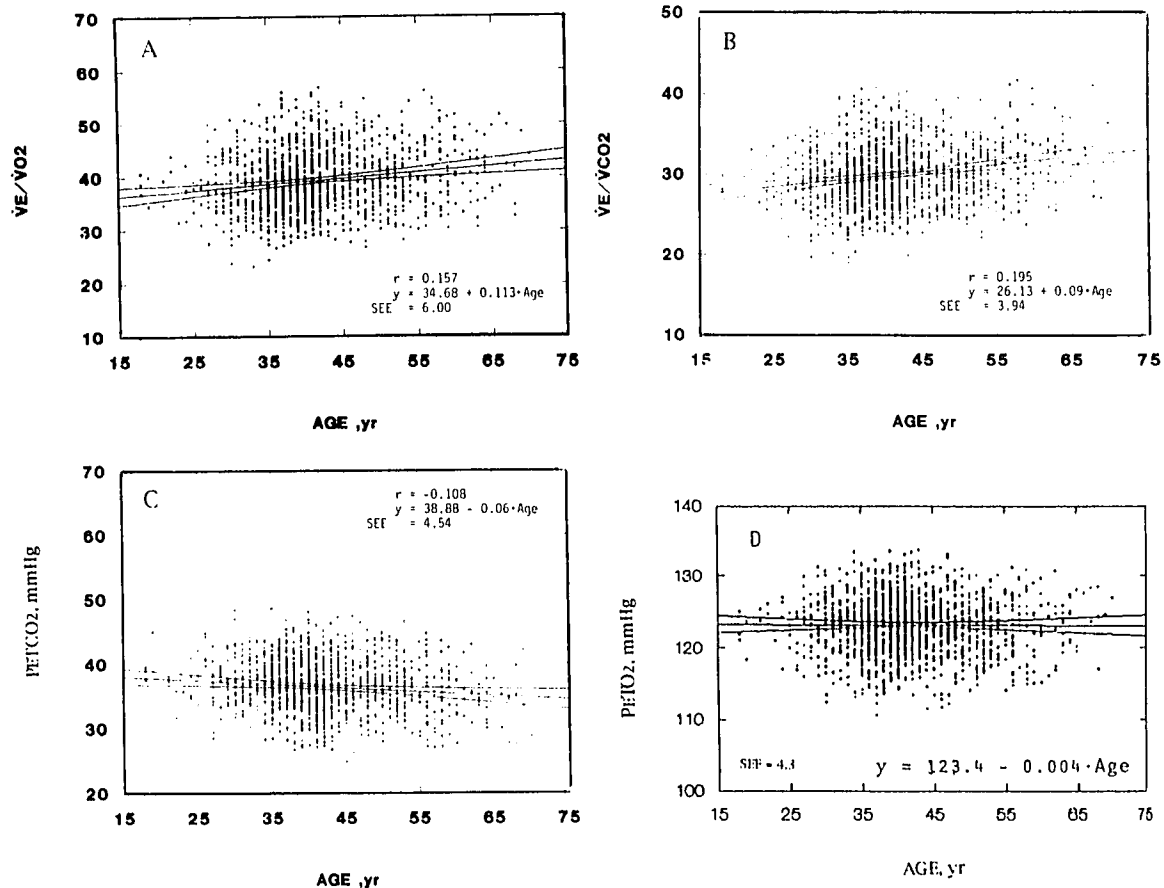 A
70
60
50
40
30
20
10
V̇E/V̇O2
r = 0.157
y = 34.68 + 0.113·Age
SEE = 6.00
15 25 35 45 55 65 75
AGE ,yr
B
50
40
30
20
10
V̇E/V̇CO2
r = 0.195
y = 26.13 + 0.09·Age
SEE = 3.94
15 25 35 45 55 65 75
AGE ,yr
C
70
60
50
40
30
20
PETCO2, mmHg
r = -0.108
y = 38.88 - 0.06·Age
SEE = 4.54
15 25 35 45 55 65 75
AGE ,yr
D
140
130
120
110
100
PETO2, mmHg
SEE = 4.3
y = 123.4 - 0.004·Age
15 25 35 45 55 65 75
AGE, yr